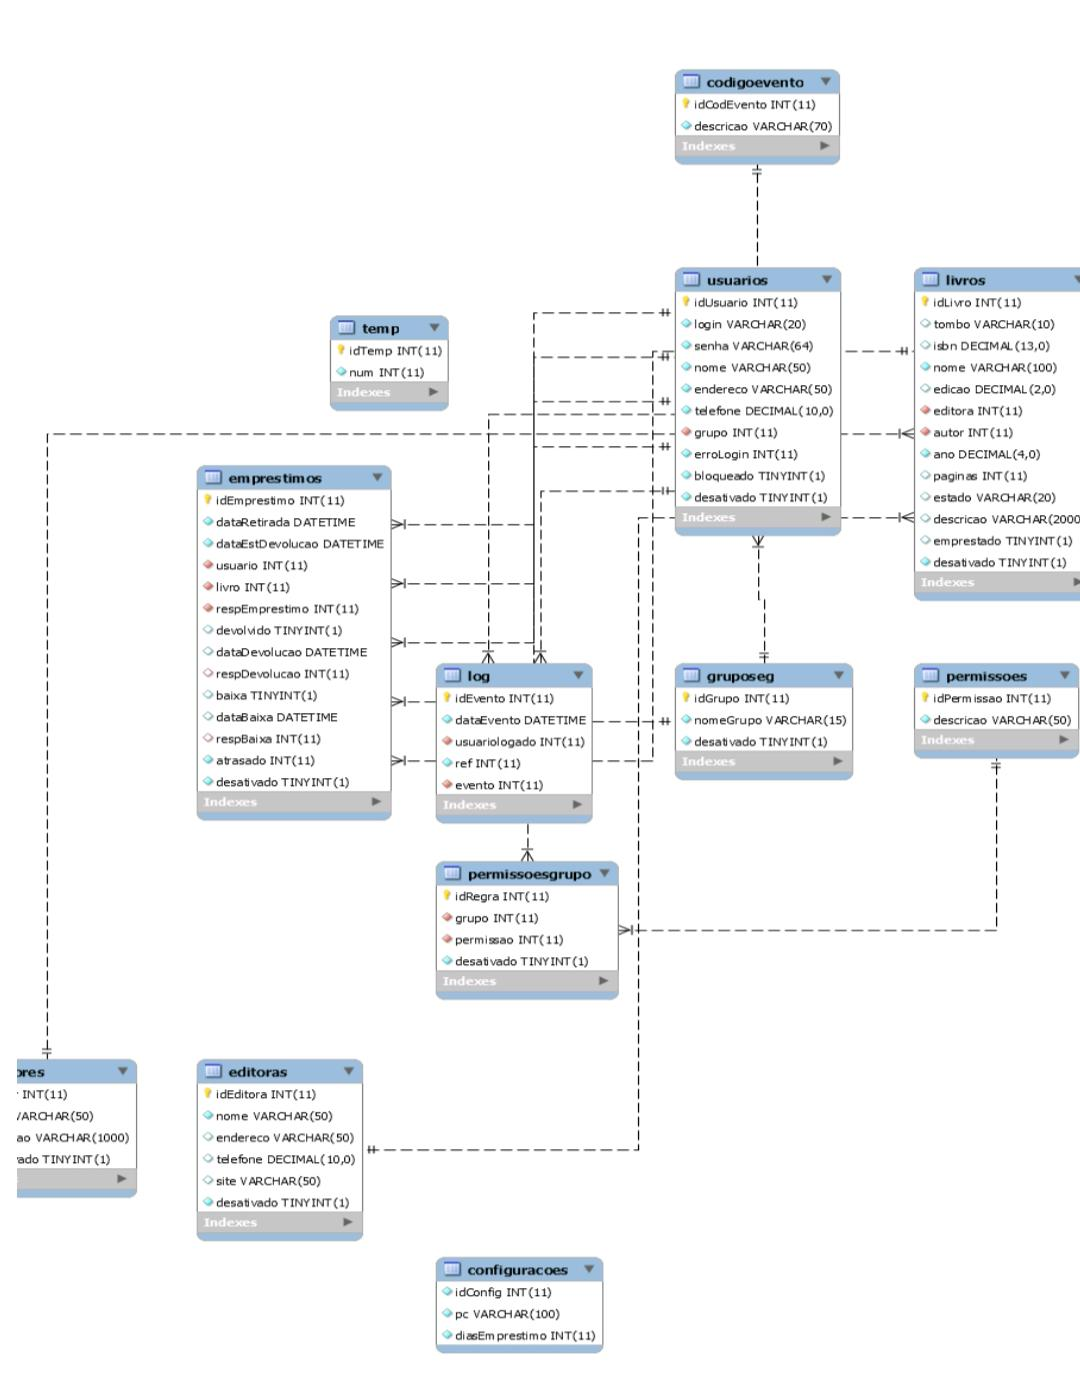 codigoevento
idCodEvento INT(11)
descricao VARCHAR(70)
Indexes
usuarios
idUsuario INT(11)
login VARCHAR(20)
senha VARCHAR(64)
nome VARCHAR(50)
endereco VARCHAR(50)
telefone DECIMAL(10,0)
grupo INT(11)
erroLogin INT(11)
bloqueado TINYINT(1)
desativado TINYINT(1)
Indexes
livros
idLivro INT(11)
tombo VARCHAR(10)
isbn DECIMAL(13,0)
nome VARCHAR(100)
edicao DECIMAL(2,0)
editora INT(11)
autor INT(11)
ano DECIMAL(4,0)
paginas INT(11)
estado VARCHAR(20)
descricao VARCHAR(2000
emprestado TINYINT(1)
desativado TINYINT(1)
Indexes
temp
idTemp INT(11)
num INT(11)
Indexes
emprestimos
idEmprestimo INT(11)
dataRetirada DATETIME
dataEstDevolucao DATETIME
usuario INT(11)
livro INT(11)
respEmprestimo INT(11)
devolvido TINYINT(1)
dataDevolucao DATETIME
respDevolucao INT(11)
baixa TINYINT(1)
dataBaixa DATETIME
respBaixa INT(11)
atrasado INT(11)
desativado TINYINT(1)
Indexes
log
idEvento INT(11)
dataEvento DATETIME
usuariologado INT(11)
ref INT(11)
evento INT(11)
Indexes
gruposeg
idGrupo INT(11)
nomeGrupo VARCHAR(15)
desativado TINYINT(1)
Indexes
permissoes
idPermissao INT(11)
descricao VARCHAR(50)
Indexes
permissoesgrupo
idRegra INT(11)
grupo INT(11)
permissao INT(11)
desativado TINYINT(1)
Indexes
ores
INT(11)
VARCHAR(50)
ao VARCHAR(1000)
ado TINYINT(1)
editoras
idEditora INT(11)
nome VARCHAR(50)
endereco VARCHAR(50)
telefone DECIMAL(10,0)
site VARCHAR(50)
desativado TINYINT(1)
Indexes
configuracoes
idConfig INT(11)
pc VARCHAR(100)
diasEmprestimo INT(11)